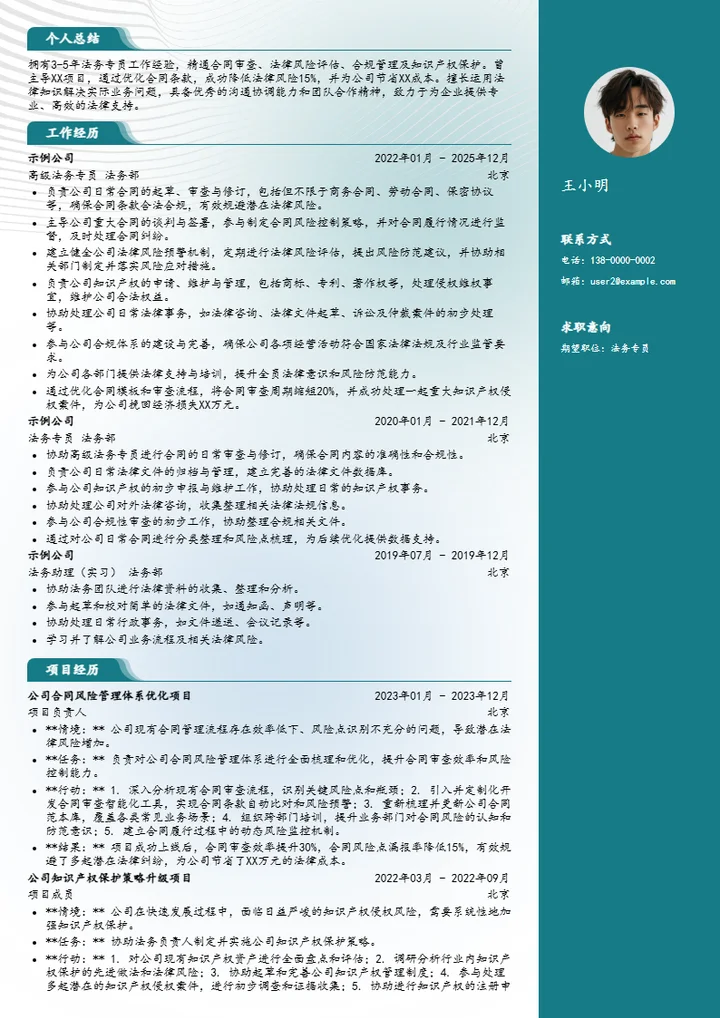 个人总结
拥有3-5年法务专员工作经验，精通合同审查、法律风险评估、合规管理及知识产权保护。曾
主导XX项目，通过优化合同条款，成功降低法律风险15%，并为公司节省XX成本。擅长运用法
律知识解决实际业务问题，具备优秀的沟通协调能力和团队合作精神，致力于为企业提供专
业、高效的法律支持。
工作经历
示例公司 2022年01月 - 2025年12月
高级法务专员 法务部 北京
• 负责公司日常合同的起草、审查与修订，包括但不限于商务合同、劳动合同、保密协议
等，确保合同条款合法合规，有效规避潜在法律风险。
• 主导公司重大合同的谈判与签署，参与制定合同风险控制策略，并对合同履行情况进行监
督，及时处理合同纠纷。
• 建立健全公司法律风险预警机制，定期进行法律风险评估，提出风险防范建议，并协助相
关部门制定并落实风险应对措施。
• 负责公司知识产权的申请、维护与管理，包括商标、专利、著作权等，处理侵权维权事
宜，维护公司合法权益。
• 协助处理公司日常法律事务，如法律咨询、法律文件起草、诉讼及仲裁案件的初步处理
等。
• 参与公司合规体系的建设与完善，确保公司各项经营活动符合国家法律法规及行业监管要
求。
• 为公司各部门提供法律支持与培训，提升全员法律意识和风险防范能力。
• 通过优化合同模板和审查流程，将合同审查周期缩短20%，并成功处理一起重大知识产权侵
权案件，为公司挽回经济损失XX万元。
示例公司 2020年01月 - 2021年12月
法务专员 法务部 北京
• 协助高级法务专员进行合同的日常审查与修订，确保合同内容的准确性和合规性。
• 负责公司日常法律文件的归档与管理，建立完善的法律文件数据库。
• 参与公司知识产权的初步申报与维护工作，协助处理日常的知识产权事务。
• 协助处理公司对外法律咨询，收集整理相关法律法规信息。
• 参与公司合规性审查的初步工作，协助整理合规相关文件。
• 通过对公司日常合同进行分类整理和风险点梳理，为后续优化提供数据支持。
示例公司 2019年07月 - 2019年12月
法务助理（实习） 法务部 北京
• 协助法务团队进行法律资料的收集、整理和分析。
• 参与起草和校对简单的法律文件，如通知函、声明等。
• 协助处理日常行政事务，如文件递送、会议记录等。
• 学习并了解公司业务流程及相关法律风险。
项目经历
公司合同风险管理体系优化项目 2023年01月 - 2023年12月
项目负责人 北京
• **情境：** 公司现有合同管理流程存在效率低下、风险点识别不充分的问题，导致潜在法
律风险增加。
• **任务：** 负责对公司合同风险管理体系进行全面梳理和优化，提升合同审查效率和风险
控制能力。
• **行动：** 1. 深入分析现有合同审查流程，识别关键风险点和瓶颈；2. 引入并定制化开
发合同审查智能化工具，实现合同条款自动比对和风险预警；3. 重新梳理并更新公司合同
范本库，覆盖各类常见业务场景；4. 组织跨部门培训，提升业务部门对合同风险的认知和
防范意识；5. 建立合同履行过程中的动态风险监控机制。
• **结果：** 项目成功上线后，合同审查效率提升30%，合同风险点漏报率降低15%，有效规
避了多起潜在法律纠纷，为公司节省了XX万元的法律成本。
公司知识产权保护策略升级项目 2022年03月 - 2022年09月
项目成员 北京
• **情境：** 公司在快速发展过程中，面临日益严峻的知识产权侵权风险，需要系统性地加
强知识产权保护。
• **任务：** 协助法务负责人制定并实施公司知识产权保护策略。
• **行动：** 1. 对公司现有知识产权资产进行全面盘点和评估；2. 调研分析行业内知识产
权保护的先进做法和法律风险；3. 协助起草和完善公司知识产权管理制度；4. 参与处理
多起潜在的知识产权侵权案件，进行初步调查和证据收集；5. 协助进行知识产权的注册申
王小明
联系方式
电话：138-0000-0002
邮箱：user2@example.com
求职意向
期望职位：法务专员